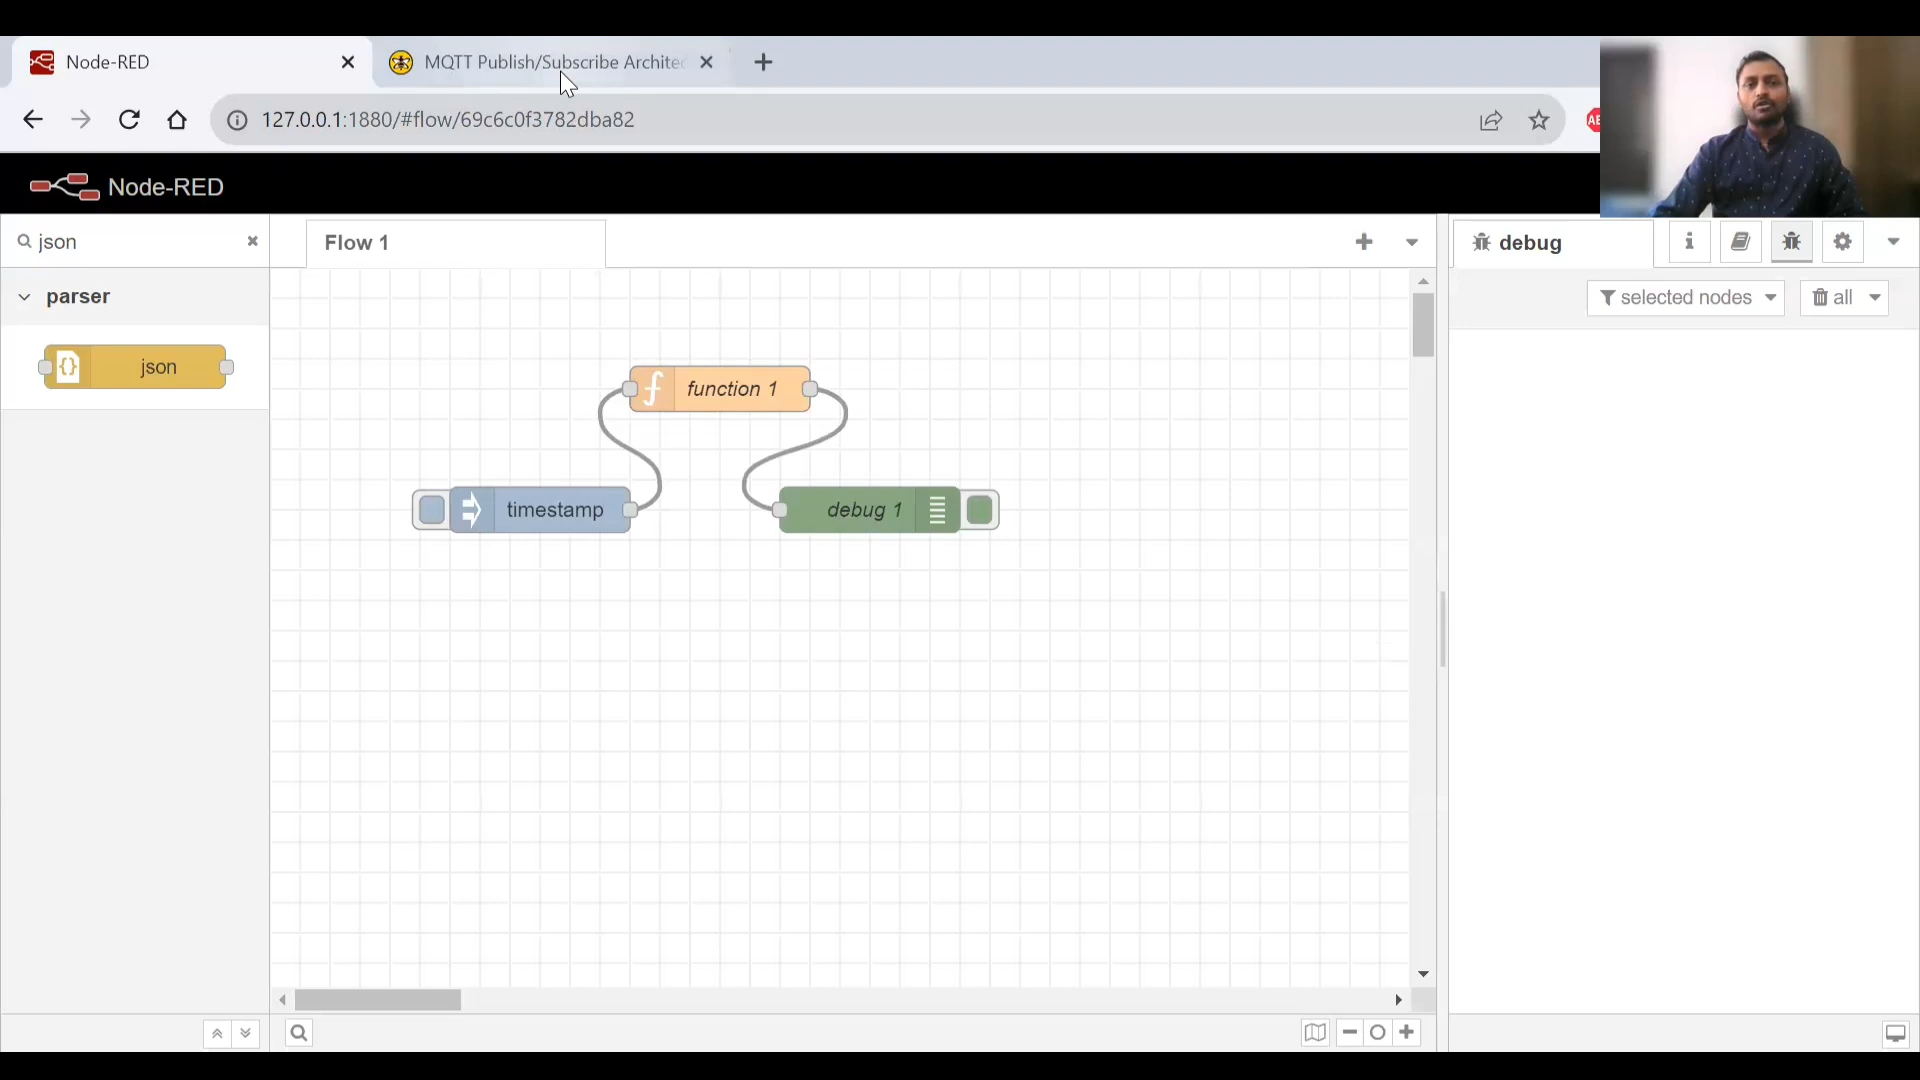 Node-RED
MQTT Publish/Subscribe Architec
127.0.0.1:1880/#flow/69c6c0f3782dba82
Node-RED
json
Flow 1
debug
parser
selected nodes
all
json
function 1
timestamp
debug 1